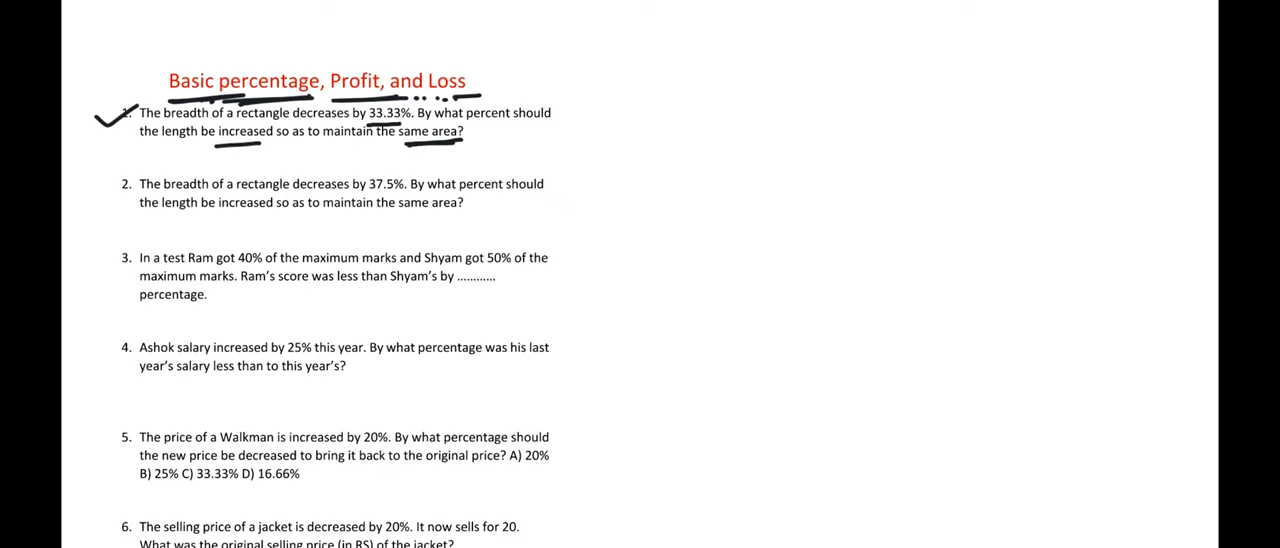 Basic percentage, Profit, and Loss
1. The breadth of a rectangle decreases by 33.33%. By what percent should
the length be increased so as to maintain the same area?
2. The breadth of a rectangle decreases by 37.5%. By what percent should
the length be increased so as to maintain the same area?
3. In a test Ram got 40% of the maximum marks and Shyam got 50% of the
maximum marks. Ram’s score was less than Shyam’s by ............
percentage.
4. Ashok salary increased by 25% this year. By what percentage was his last
year’s salary less than to this year’s?
5. The price of a Walkman is increased by 20%. By what percentage should
the new price be decreased to bring it back to the original price? A) 20%
B) 25% C) 33.33% D) 16.66%
6. The selling price of a jacket is decreased by 20%. It now sells for 20.
What was the original selling price (in RS) of the jacket?